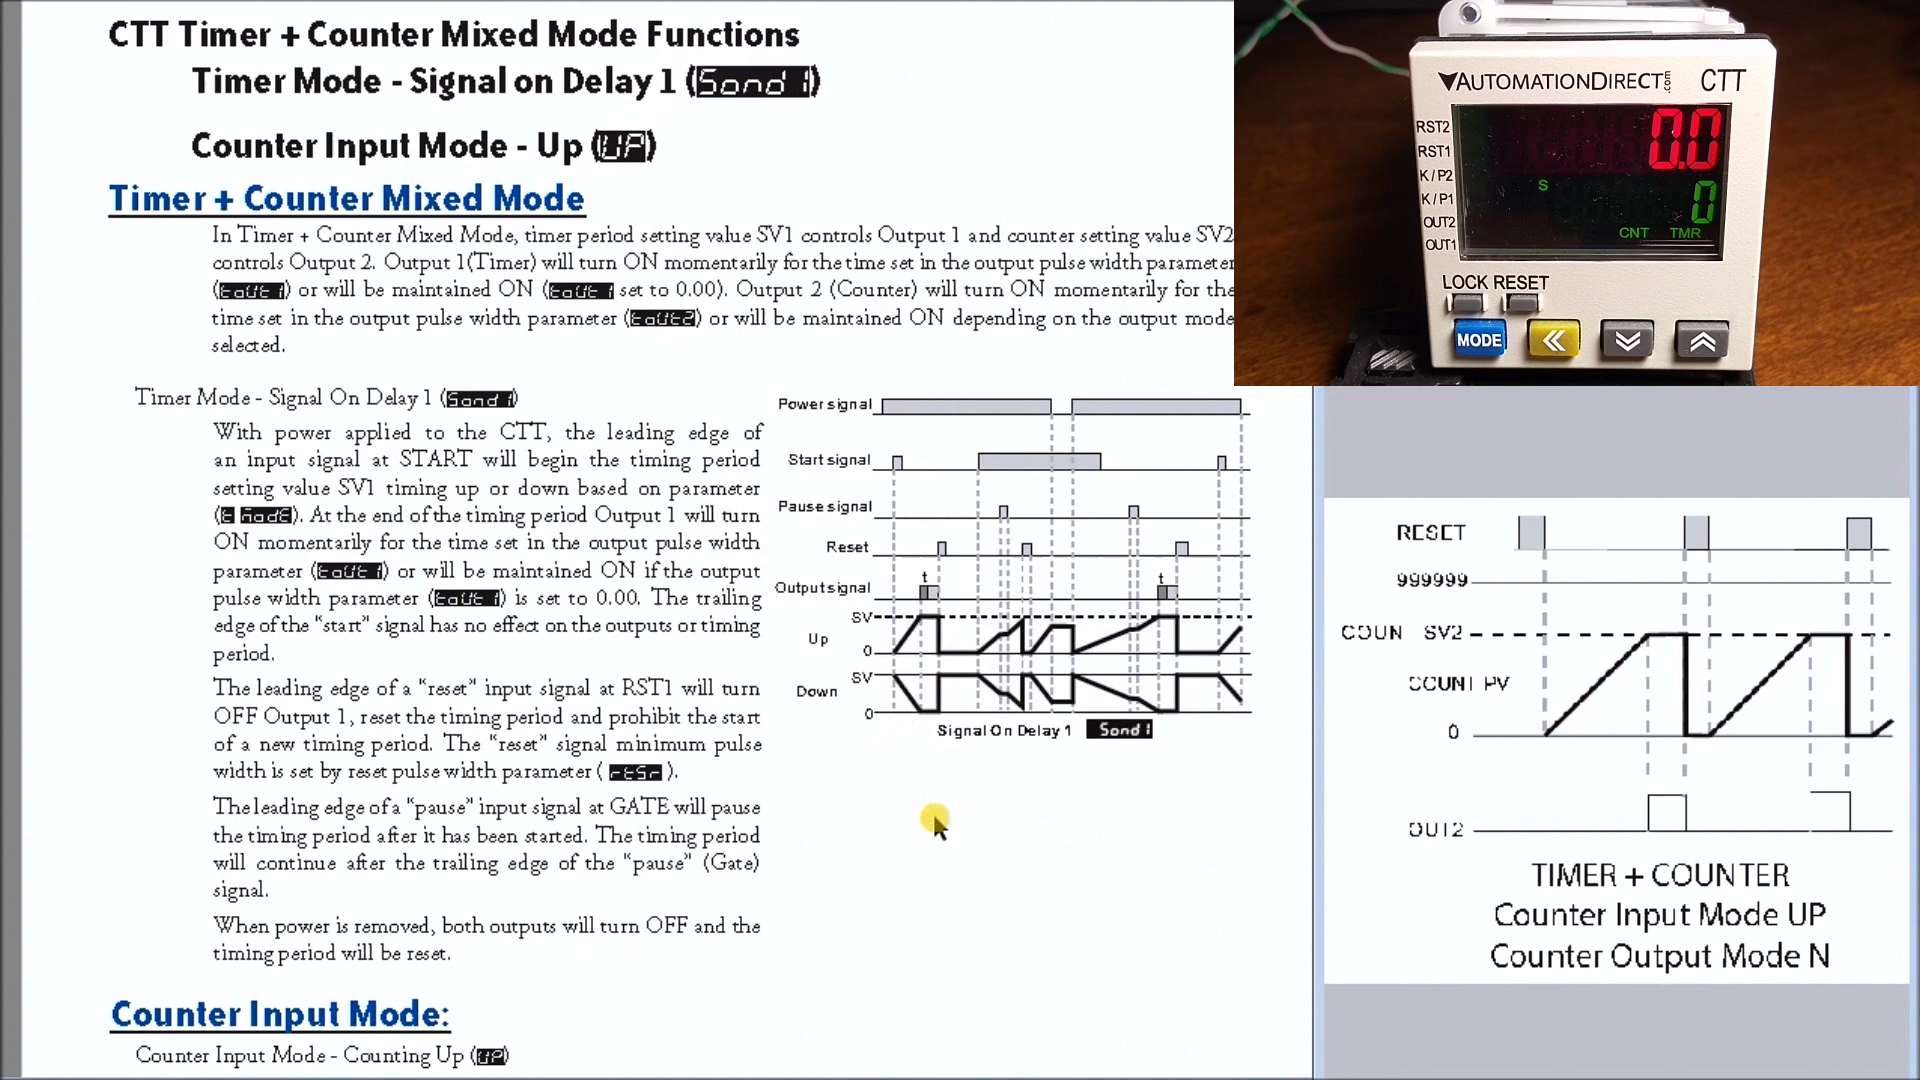 CTT Timer + Counter Mixed Mode Functions
Timer Mode - Signal on Delay 1 (Sond 1)
Counter Input Mode - Up (UP)
Timer + Counter Mixed Mode
In Timer + Counter Mixed Mode, timer period setting value SV1 controls Output 1 and counter setting value SV2
controls Output 2. Output 1(Timer) will turn ON momentarily for the time set in the output pulse width parameter
(toUt1) or will be maintained ON (toUt1 set to 0.00). Output 2 (Counter) will turn ON momentarily for the
time set in the output pulse width parameter (toUt2) or will be maintained ON depending on the output mode
selected.
Timer Mode - Signal On Delay 1 (Sond 1)
With power applied to the CTT, the leading edge of
an input signal at START will begin the timing period
setting value SV1 timing up or down based on parameter
(t modE). At the end of the timing period Output 1 will turn
ON momentarily for the time set in the output pulse width
parameter (toUt1) or will be maintained ON if the output
pulse width parameter (toUt1) is set to 0.00. The trailing
edge of the "start" signal has no effect on the outputs or timing
period.
The leading edge of a "reset" input signal at RST1 will turn
OFF Output 1, reset the timing period and prohibit the start
of a new timing period. The "reset" signal minimum pulse
width is set by reset pulse width parameter ( rtSr ).
The leading edge of a "pause" input signal at GATE will pause
the timing period after it has been started. The timing period
will continue after the trailing edge of the "pause" (Gate)
signal.
When power is removed, both outputs will turn OFF and the
timing period will be reset.
Counter Input Mode:
Counter Input Mode - Counting Up (UP)
Power signal
Start signal
Pause signal
Reset
Output signal
t
t
SV
Up
0
SV
Down
0
Signal On Delay 1 Sond 1
AUTOMATIONDIRECT.com CTT
RST2
RST1
K / P2
K / P1
OUT2
OUT1
0.0
S
0
CNT TMR
LOCK RESET
MODE
RESET
999999
COUN SV2
COUNT PV
0
OUT2
TIMER + COUNTER
Counter Input Mode UP
Counter Output Mode N